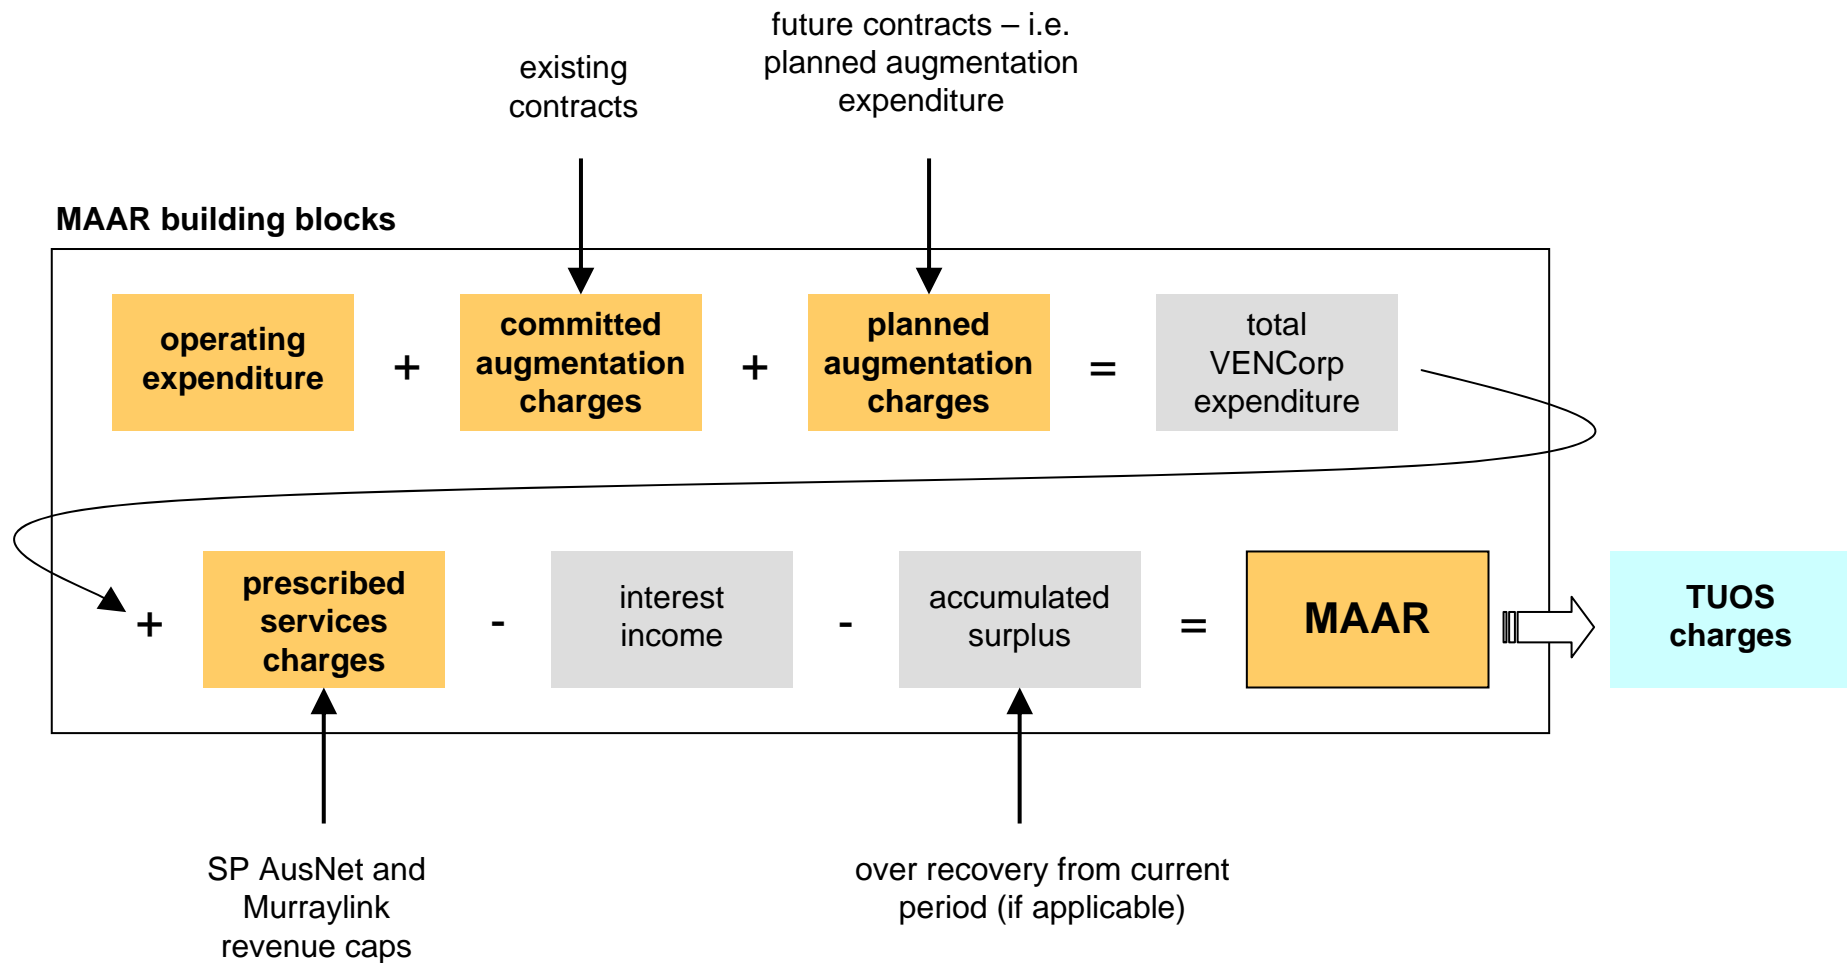 future contracts – i.e.
planned augmentation
expenditure
existing
contracts
MAAR building blocks
operating
expenditure
+
committed
augmentation
charges
+
planned
augmentation
charges
=
total
VENCorp
expenditure
+
prescribed
services
charges
-
interest
income
-
accumulated
surplus
=
MAAR
TUOS
charges
SP AusNet and
Murraylink
revenue caps
over recovery from current
period (if applicable)